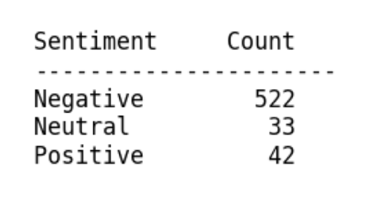 Sentiment     Count
----------------------
Negative        522
Neutral          33
Positive         42